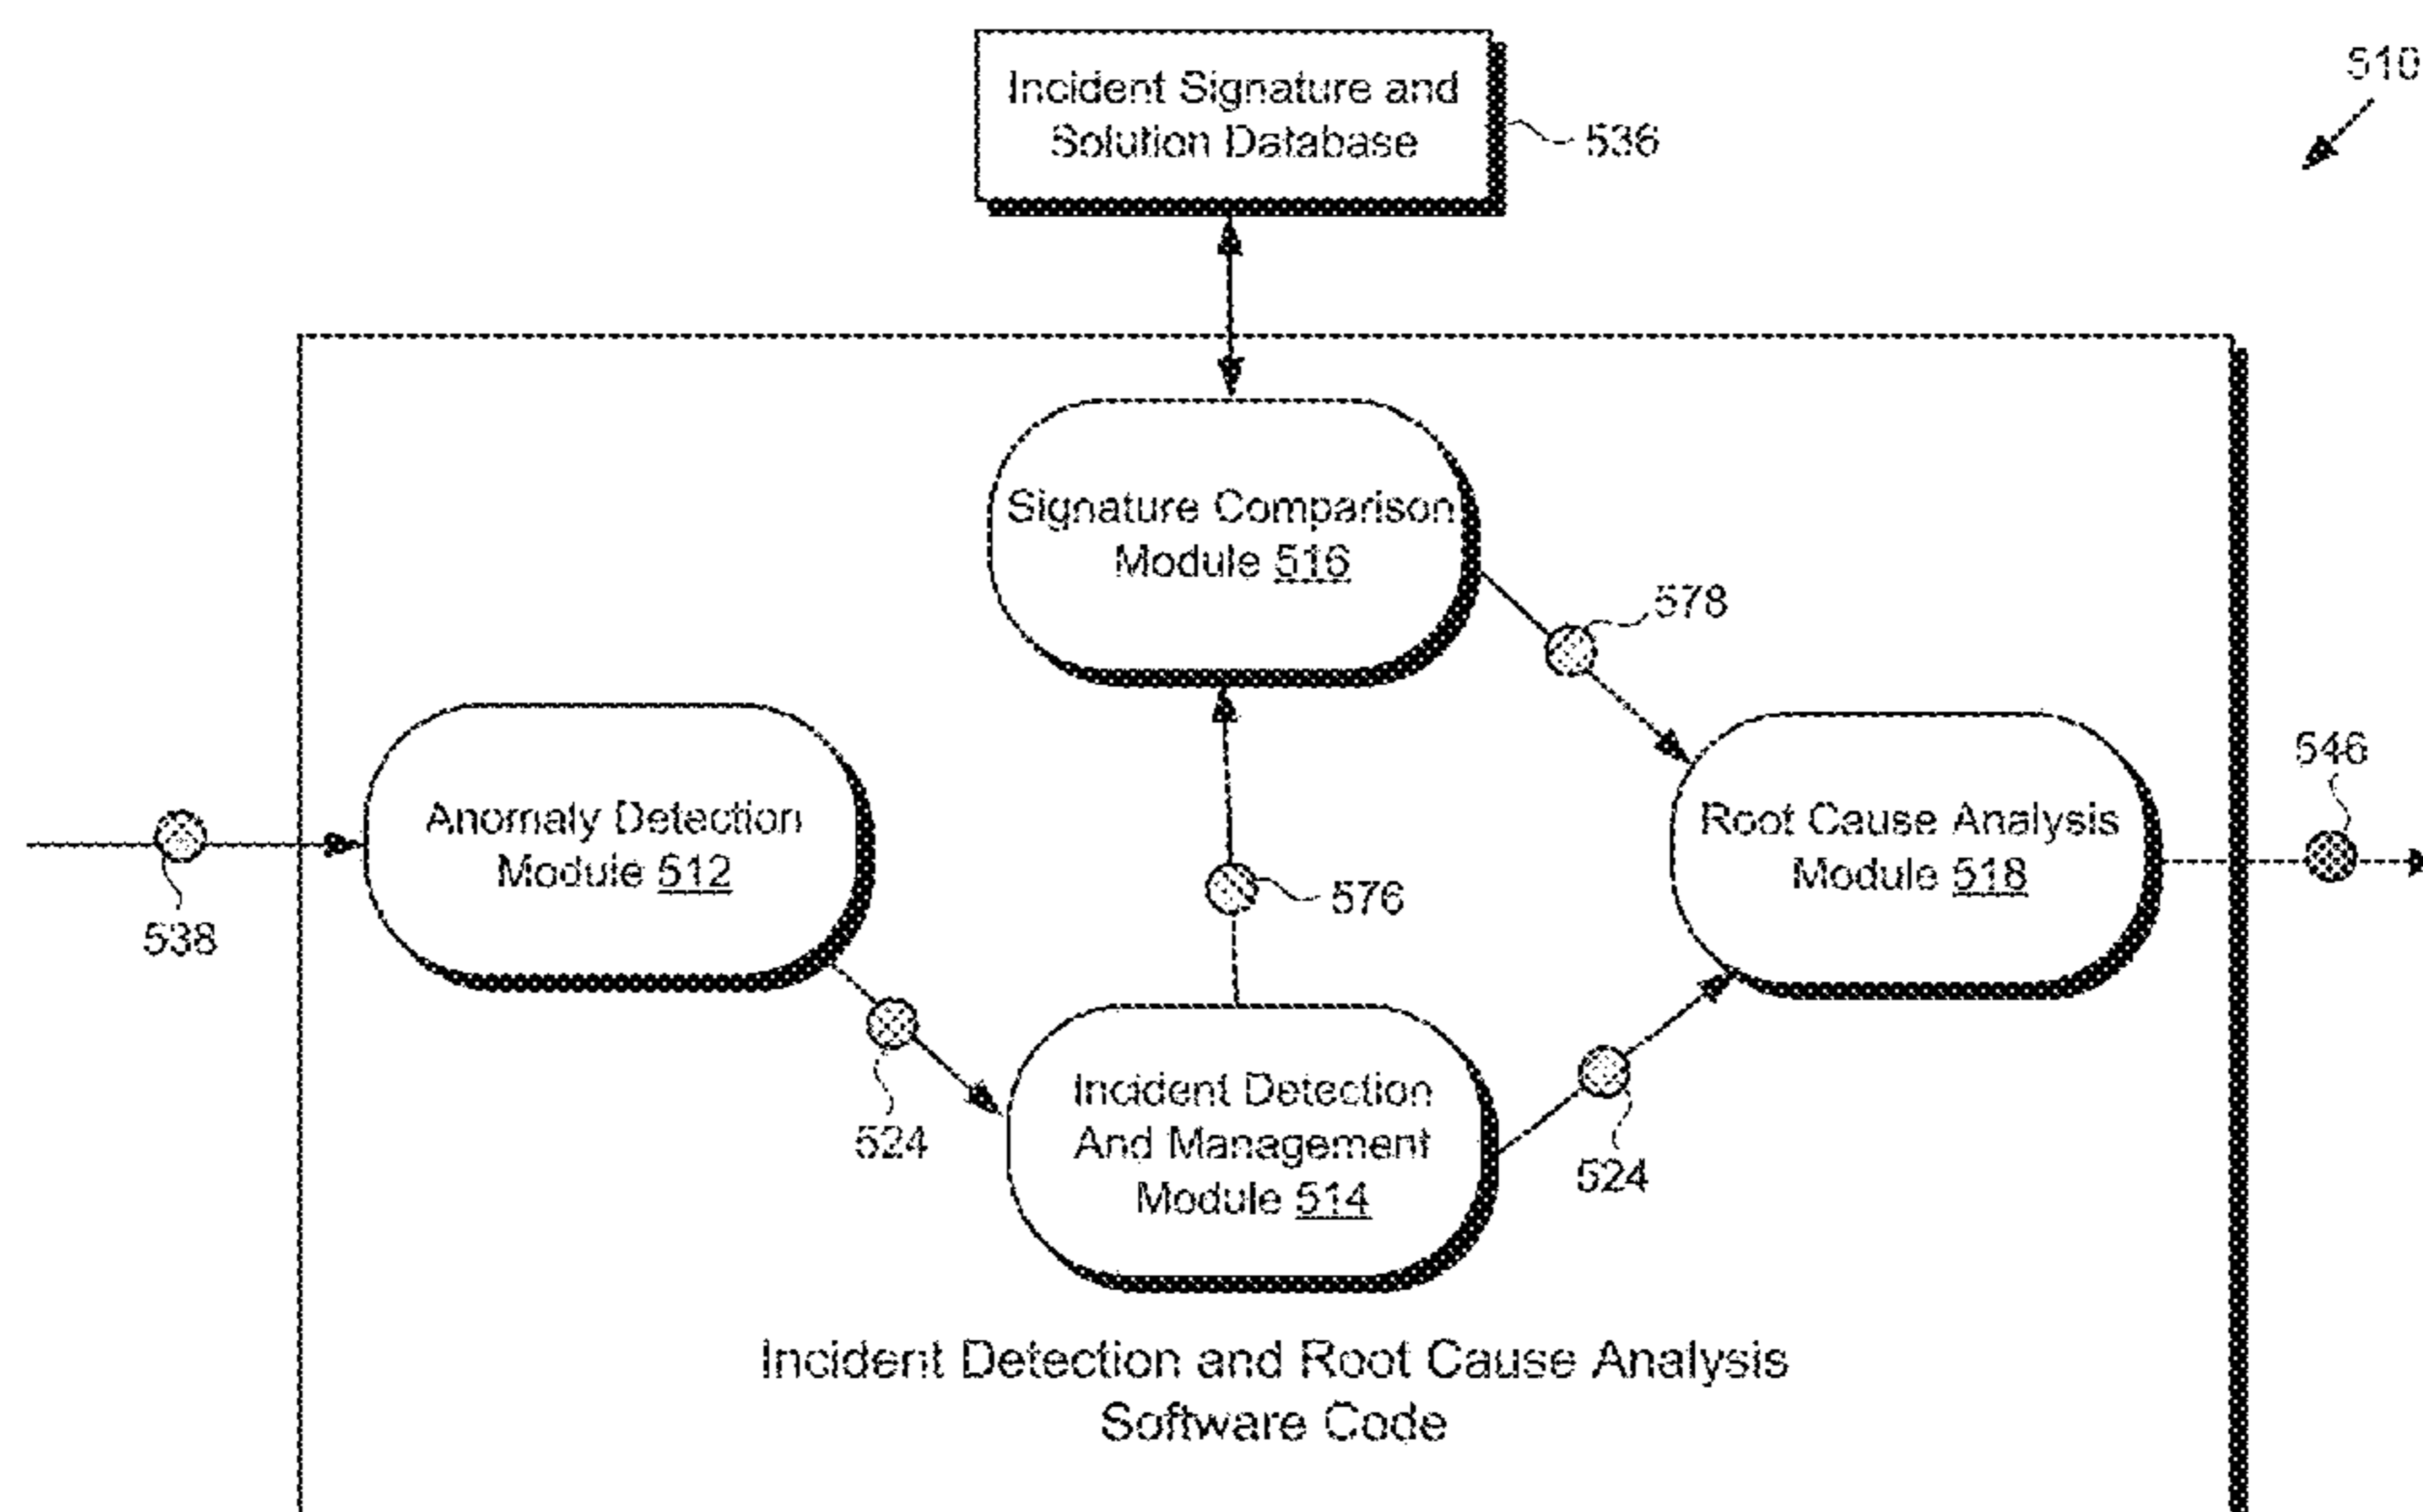 510
Incident Signature and
Solution Database
536
Signature Comparison
Module 516
578
546
Anomaly Detection
Module 512
Root Cause Analysis
Module 518
576
538
524
Incident Detection
And Management
Module 514
524
Incident Detection and Root Cause Analysis
Software Code